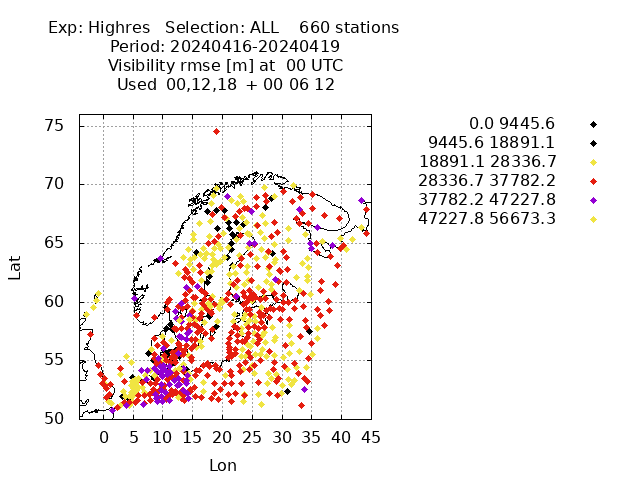 Exp: Highres   Selection: ALL    660 stations
Period: 20240416-20240419
Visibility rmse [m] at  00 UTC
Used  00,12,18  + 00 06 12
0.0 9445.6
9445.6 18891.1
18891.1 28336.7
28336.7 37782.2
37782.2 47227.8
47227.8 56673.3
75
70
65
60
55
50
Lat
0 5 10 15 20 25 30 35 40 45
Lon